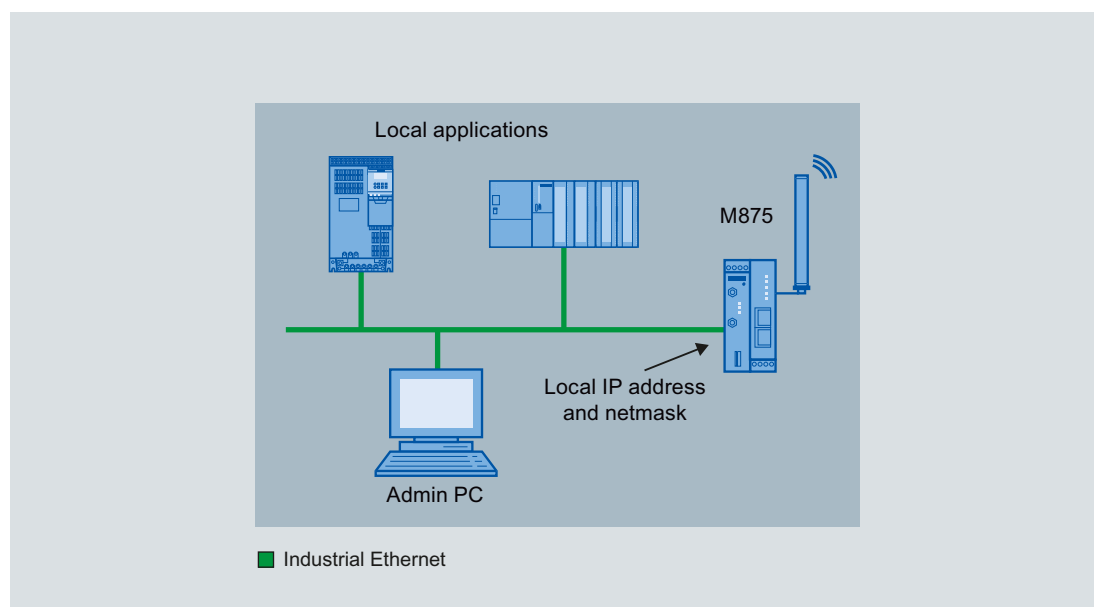 Local applications
M875
Local IP address
and netmask
Admin PC
Industrial Ethernet